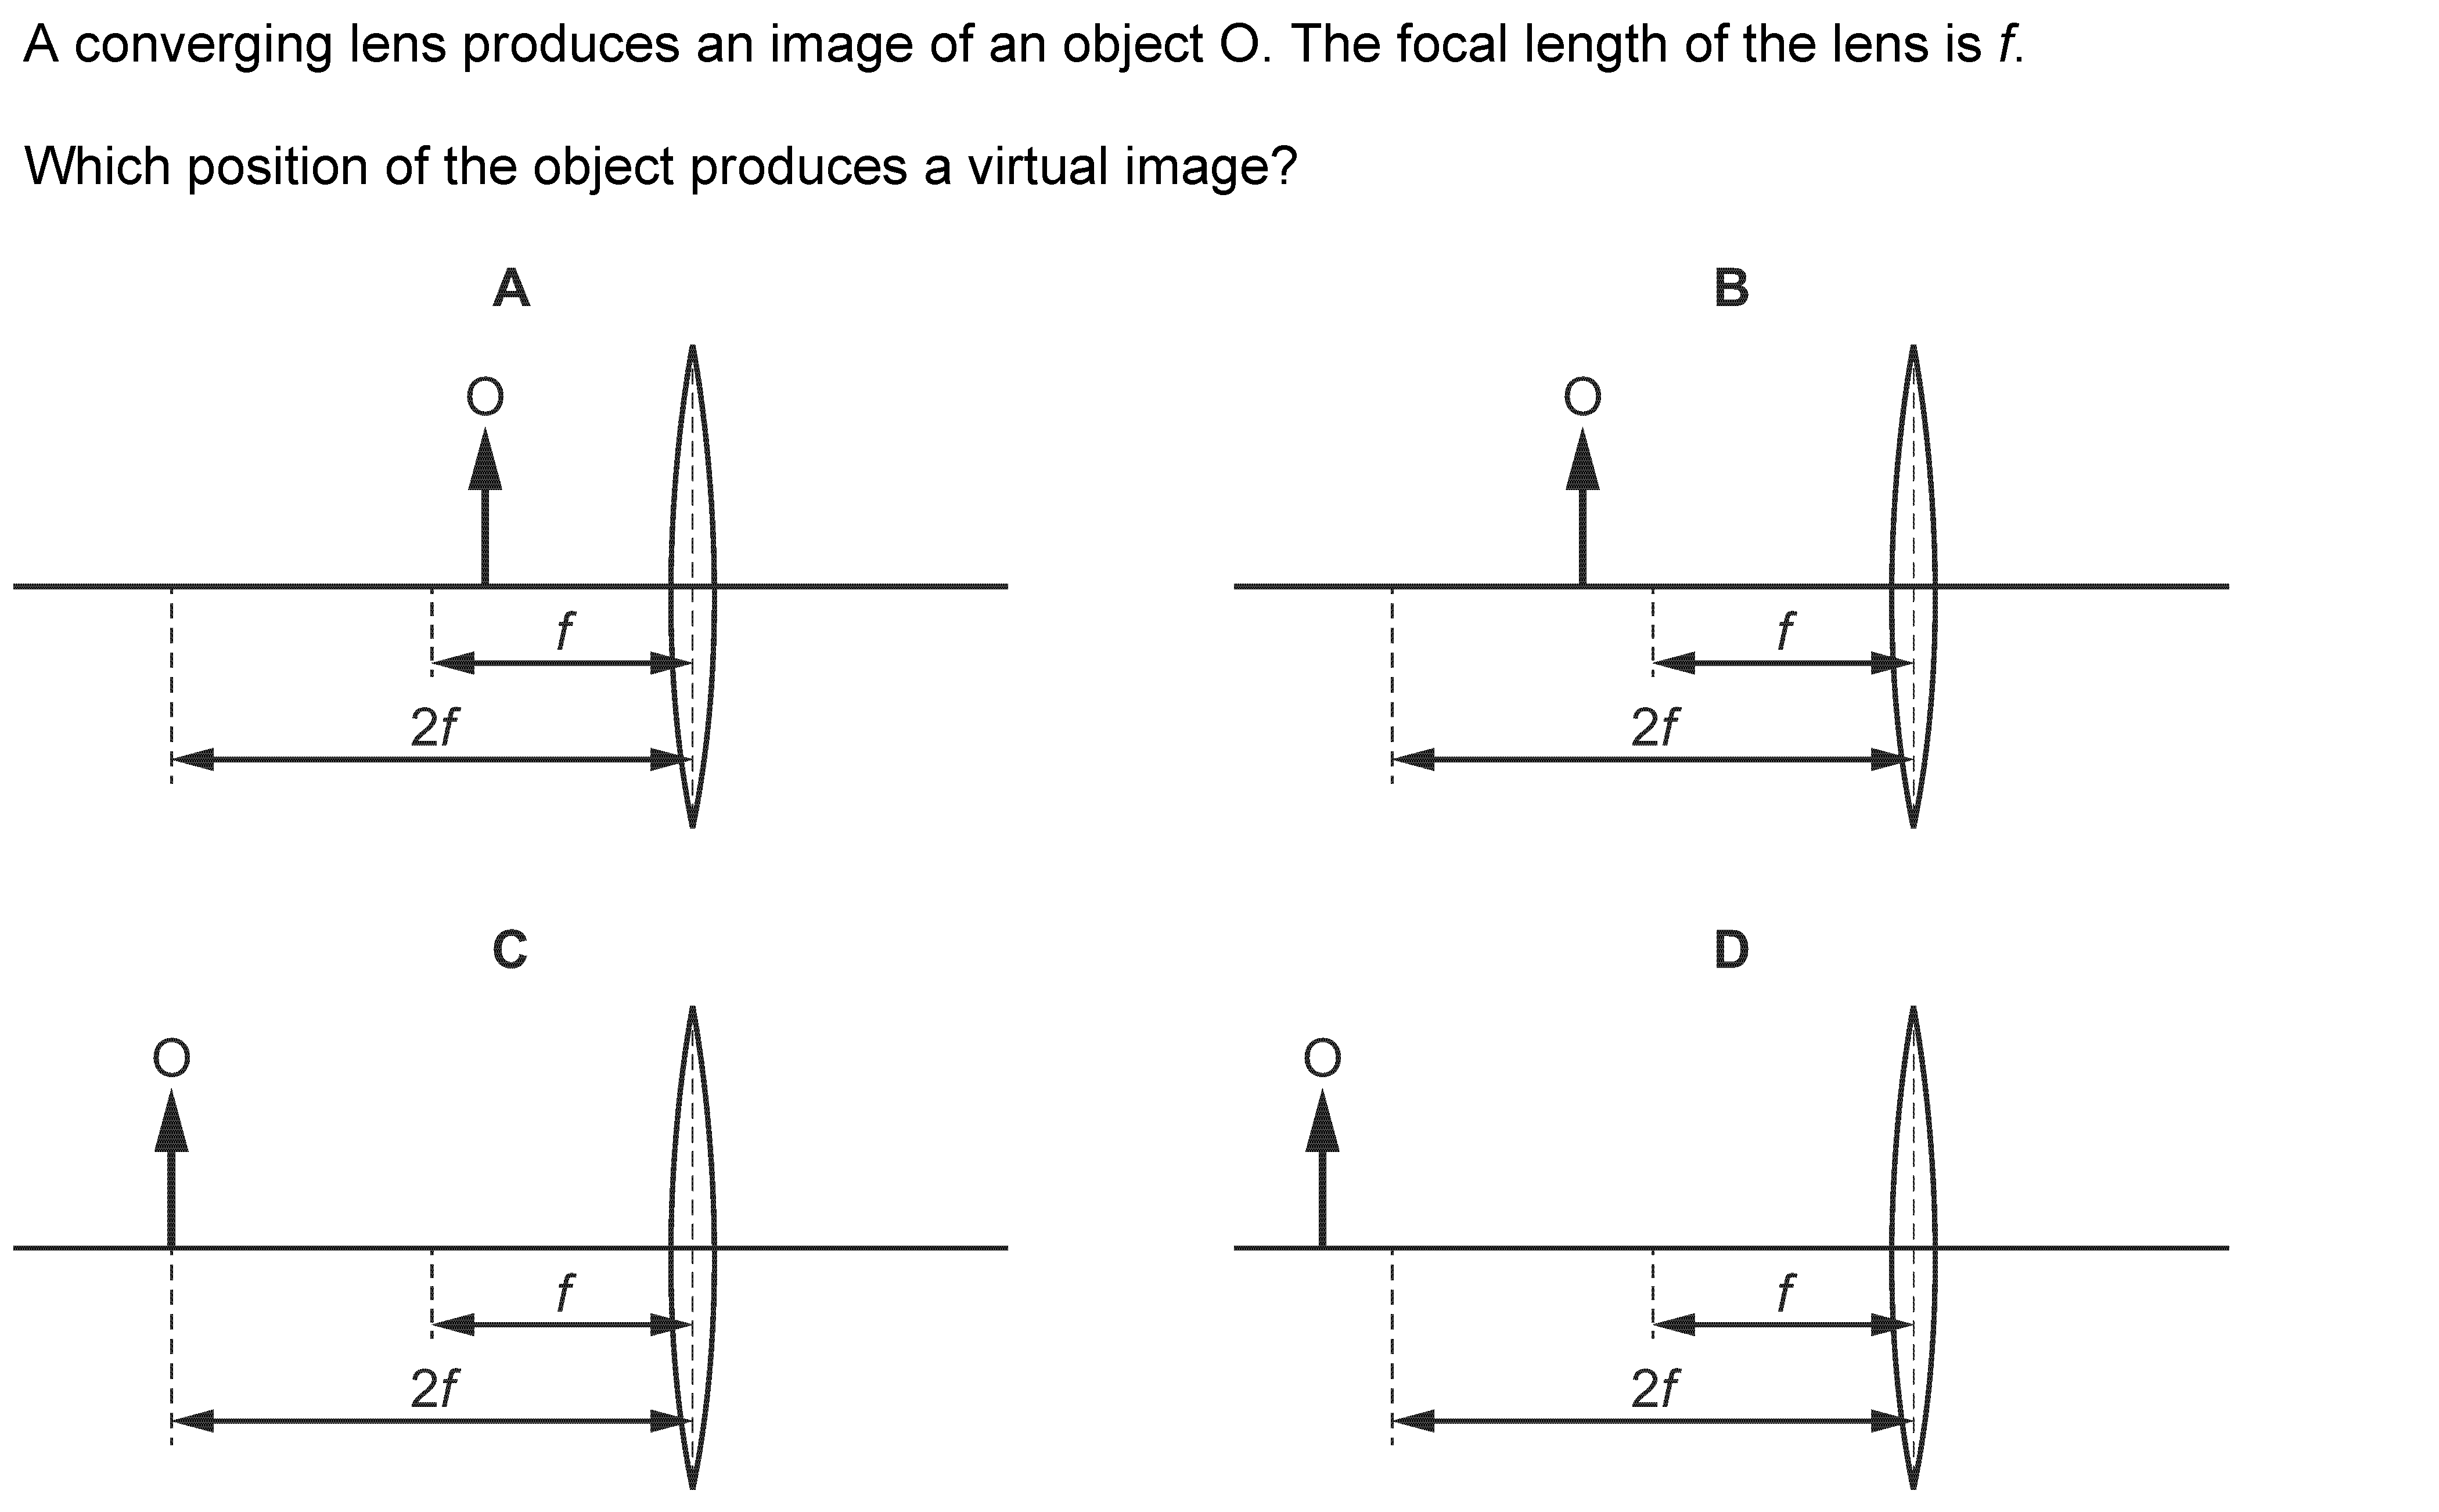 A converging lens produces an image of an object O. The focal length of the lens is f.
Which position of the object produces a virtual image?
A
B
O
O
f
f
2f
2f
C
D
O
O
f
f
2f
2f